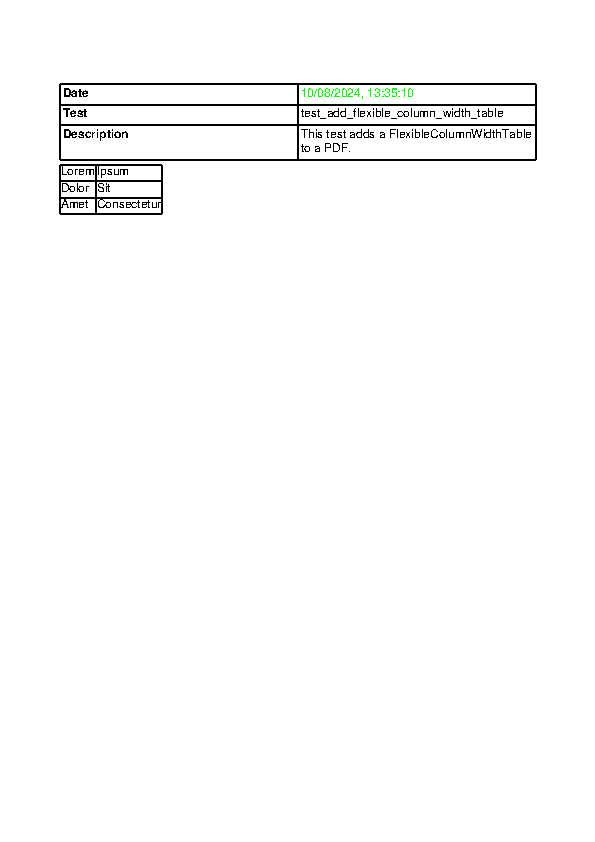 Date 10/08/2024, 13:35:10
Test test_add_flexible_column_width_table
Description This test adds a FlexibleColumnWidthTable
to a PDF.
Lorem Ipsum
Dolor Sit
Amet Consectetur